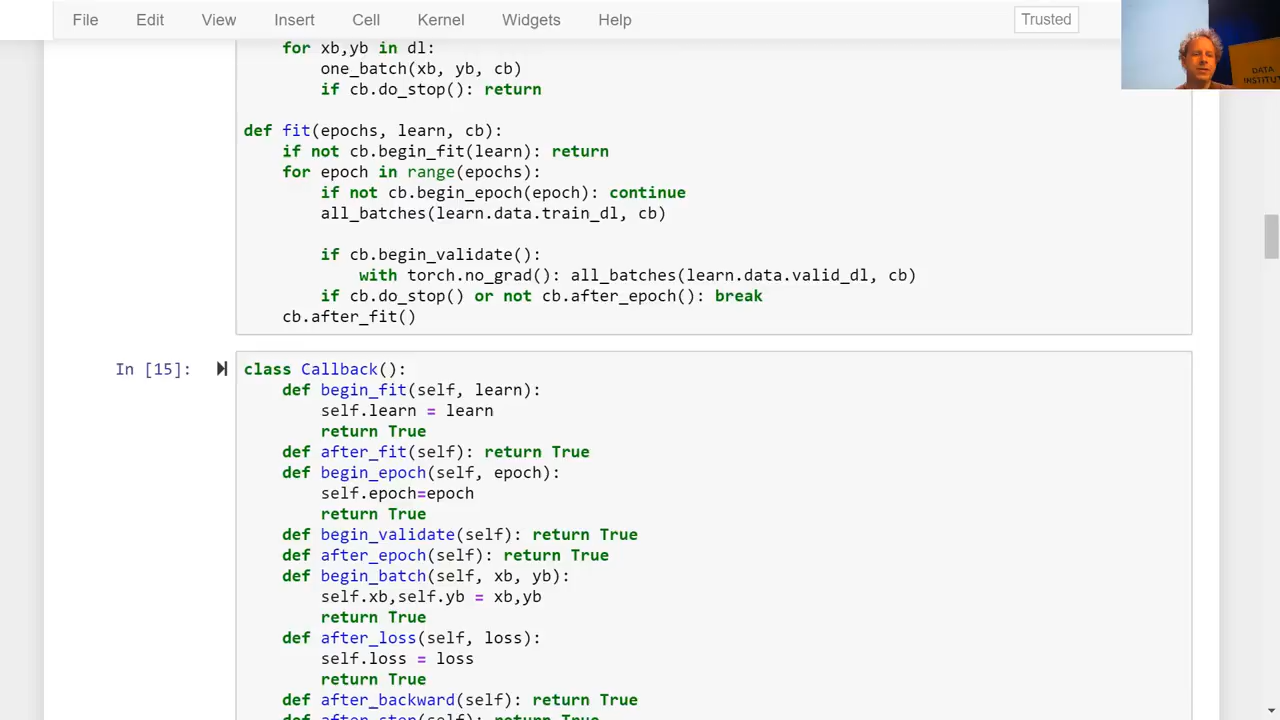 File Edit View Insert Cell Kernel Widgets Help Trusted
DATA
INSTITUT
    for xb,yb in dl:
        one_batch(xb, yb, cb)
        if cb.do_stop(): return
def fit(epochs, learn, cb):
    if not cb.begin_fit(learn): return
    for epoch in range(epochs):
        if not cb.begin_epoch(epoch): continue
        all_batches(learn.data.train_dl, cb)
        if cb.begin_validate():
            with torch.no_grad(): all_batches(learn.data.valid_dl, cb)
        if cb.do_stop() or not cb.after_epoch(): break
    cb.after_fit()
In [15]:
class Callback():
    def begin_fit(self, learn):
        self.learn = learn
        return True
    def after_fit(self): return True
    def begin_epoch(self, epoch):
        self.epoch=epoch
        return True
    def begin_validate(self): return True
    def after_epoch(self): return True
    def begin_batch(self, xb, yb):
        self.xb,self.yb = xb,yb
        return True
    def after_loss(self, loss):
        self.loss = loss
        return True
    def after_backward(self): return True
    def after_step(self): return True